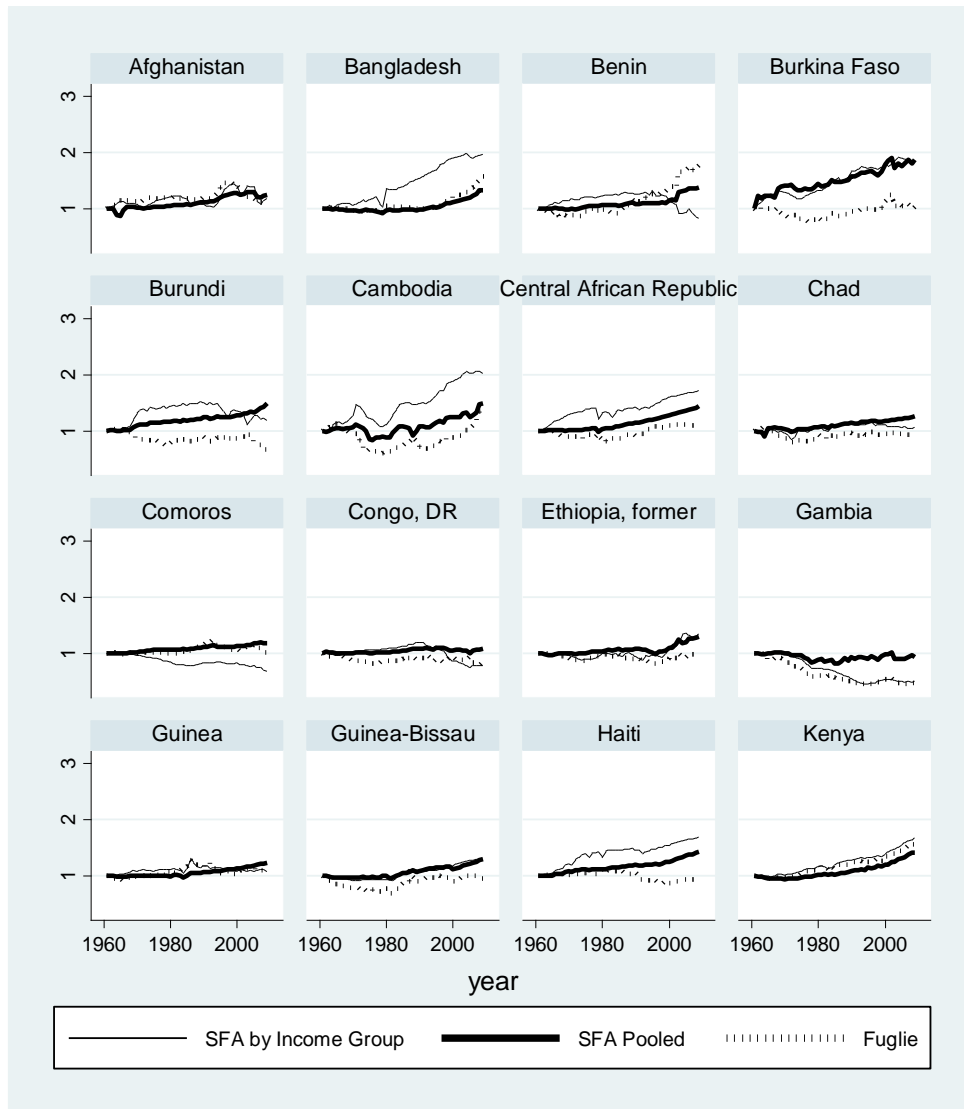 Afghanistan Bangladesh Benin Burkina Faso
3
2
1
Burundi Cambodia Central African Republic Chad
3
2
1
Comoros Congo, DR Ethiopia, former Gambia
3
2
1
Guinea Guinea-Bissau Haiti Kenya
3
2
1
1960 1980 2000 1960 1980 2000 1960 1980 2000 1960 1980 2000
year
SFA by Income Group SFA Pooled Fuglie